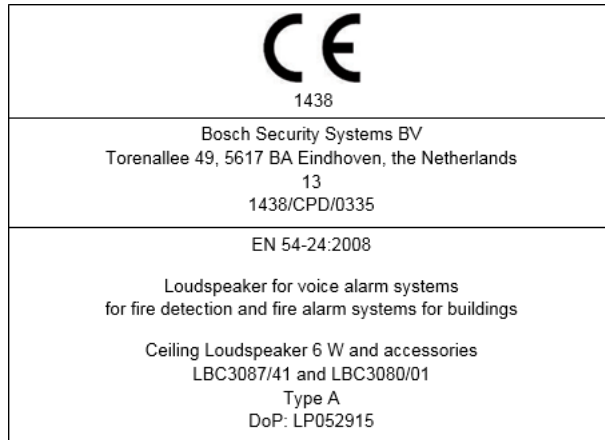 CE
1438
Bosch Security Systems BV
Torenallee 49, 5617 BA Eindhoven, the Netherlands
13
1438/CPD/0335
EN 54-24:2008
Loudspeaker for voice alarm systems
for fire detection and fire alarm systems for buildings
Ceiling Loudspeaker 6 W and accessories
LBC3087/41 and LBC3080/01
Type A
DoP: LP052915